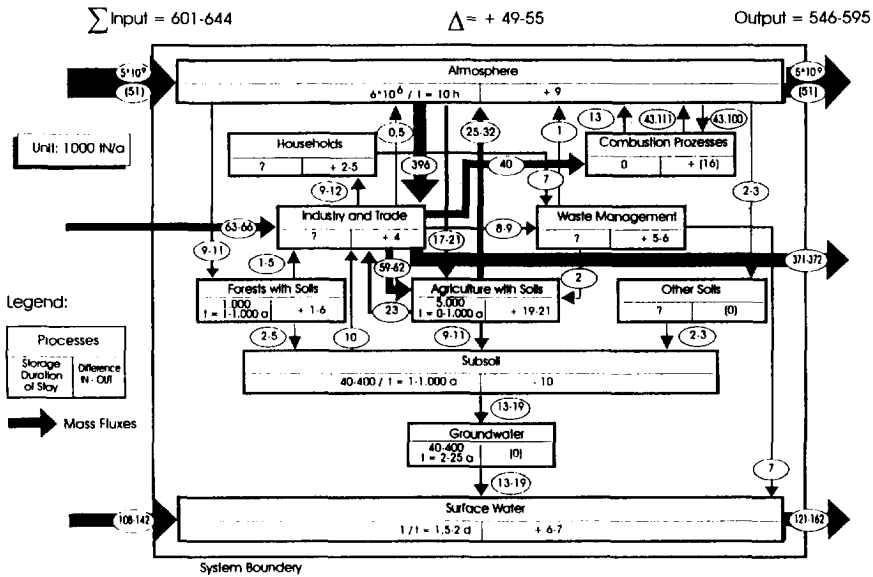 ∑Input = 601-644
Δ= + 49-55
Output = 546-595
5*10⁹
(51)
Atmosphere
6*10⁶ / t = 10 h
+ 9
5*10⁹
(51)
Unit: 1000 tN/a
0,5
25-32
1
13
43.111
43.100
Households
?
+ 2-5
396
40
Combustion Prozesses
0
+ (16)
9-12
7
2-3
63-66
Industry and Trade
?
+ 4
8-9
Waste Management
?
+ 5-6
9-11
1-5
59-62
17-21
2
371-372
Forests with Soils
1.000
t = 1-1.000 a
+ 1-6
23
Agriculture with Soils
5.000
t = 0-1.000 a
+ 19-21
Other Soils
?
(0)
2-5
10
9-11
2-3
Subsoil
40-400 / t = 1-1.000 a
- 10
13-19
Groundwater
40-400
t = 2-25 a
(0)
13-19
7
108-142
Surface Water
1 / t = 1,5-2 d
+ 6-7
121-162
System Boundery
Legend:
Processes
Storage
Duration
of Stay
Difference
IN - OUT
Mass Fluxes